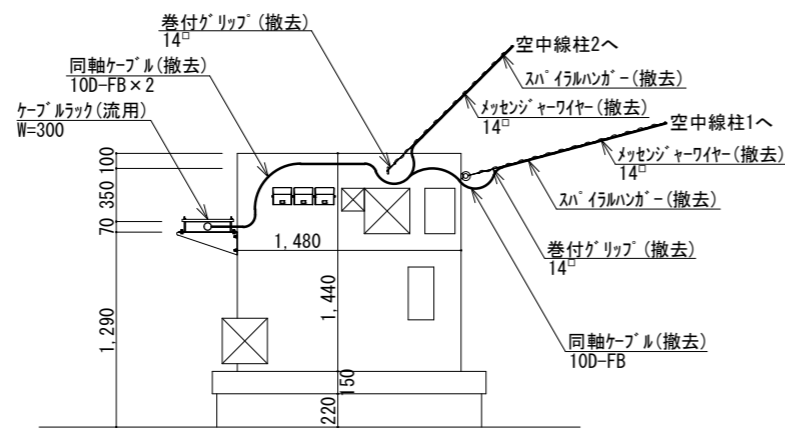 巻付グリップ(撤去)
14□
空中線柱2へ
同軸ケーブル(撤去)
10D-FB×2
スパイラルハンガー(撤去)
ケーブルラック(流用)
W=300
メッセンジャーワイヤー(撤去)
14□
空中線柱1へ
メッセンジャーワイヤー(撤去)
14□
スパイラルハンガー(撤去)
100
350
70
1,480
巻付グリップ(撤去)
14□
1,290
1,440
同軸ケーブル(撤去)
10D-FB
150
220